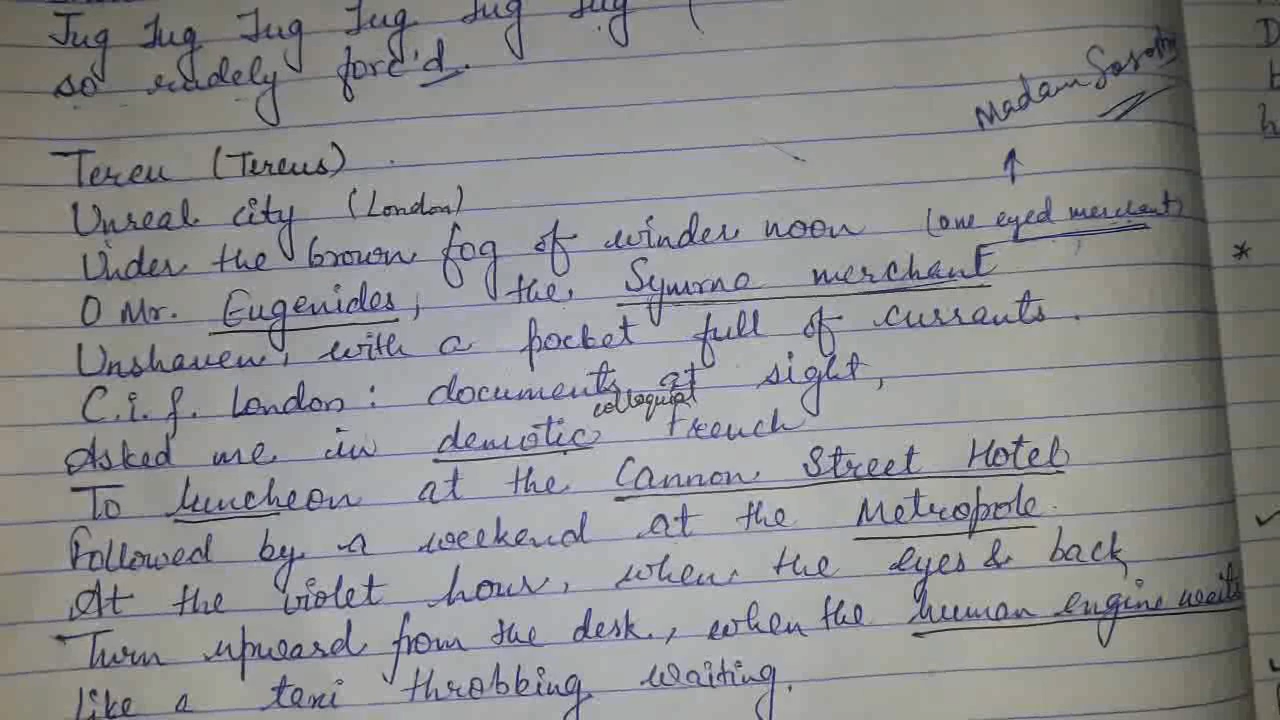 Jug Jug Jug Jug Jug Jug (
so rudely forc'd.
Madam Sosotris
Tereu (Tereus)
Unreal city (London)
Under the brown fog of winder noon (one eyed merchant)
O Mr. Eugenides, the Symrna merchant
Unshaven, with a pocket full of currants.
C.i.f. London: documents at sight,
colloquial
Asked me in demotic French
To luncheon at the Cannon Street Hotel
Followed by a weekend at the Metropole.
At the violet hour, when the eyes & back
Turn upward from the desk, when the human engine waits
like a taxi throbbing waiting.